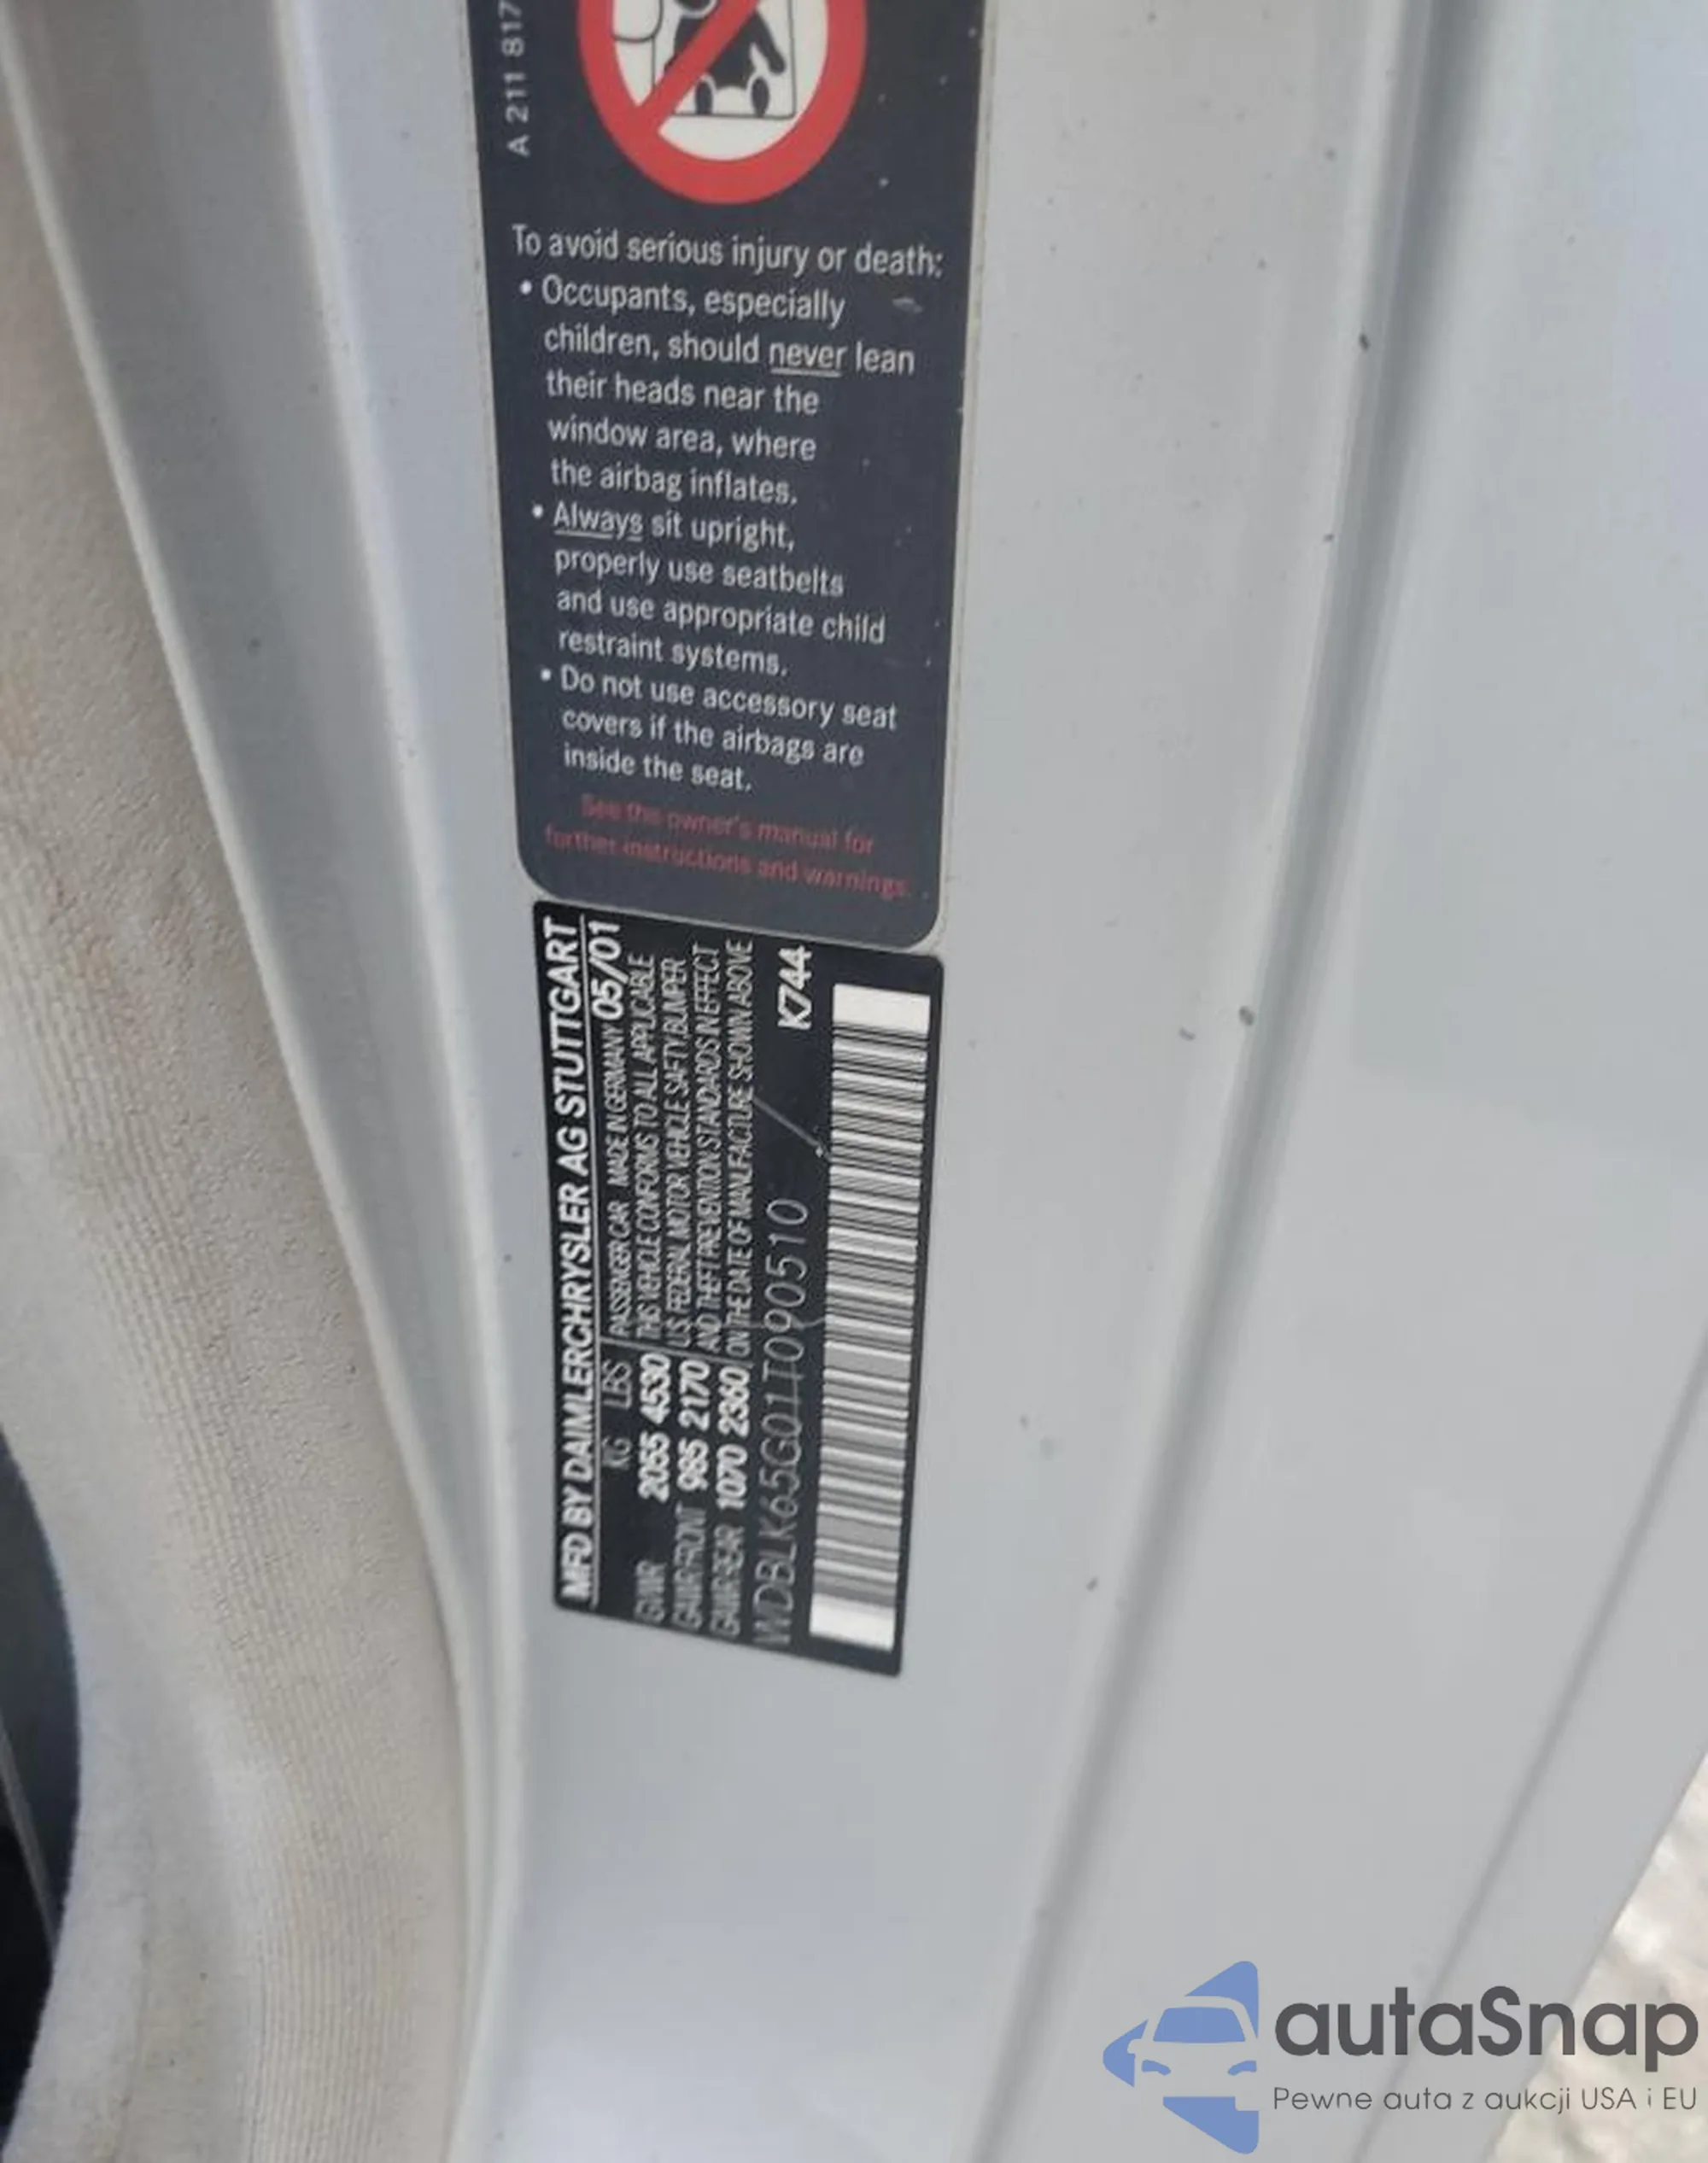 A 211 817
To avoid serious injury or death:
• Occupants, especially
children, should never lean
their heads near the
window area, where
the airbag inflates.
• Always sit upright,
properly use seatbelts
and use appropriate child
restraint systems.
• Do not use accessory seat
covers if the airbags are
inside the seat.
See the owner's manual for
further instructions and warnings.
MFD BY DAIMLERCHRYSLER AG STUTTGART
KG LBS PASSENGER CAR MADE IN GERMANY 05/01
GVWR 2055 4530 THIS VEHICLE CONFORMS TO ALL APPLICABLE
GAWR FRONT 985 2170 U.S. FEDERAL MOTOR VEHICLE SAFETY, BUMPER
GAWR REAR 1070 2360 AND THEFT PREVENTION STANDARDS IN EFFECT
ON THE DATE OF MANUFACTURE SHOWN ABOVE
WDBLK65G01T090510 K744
autaSnap
Pewne auta z aukcji USA i EU